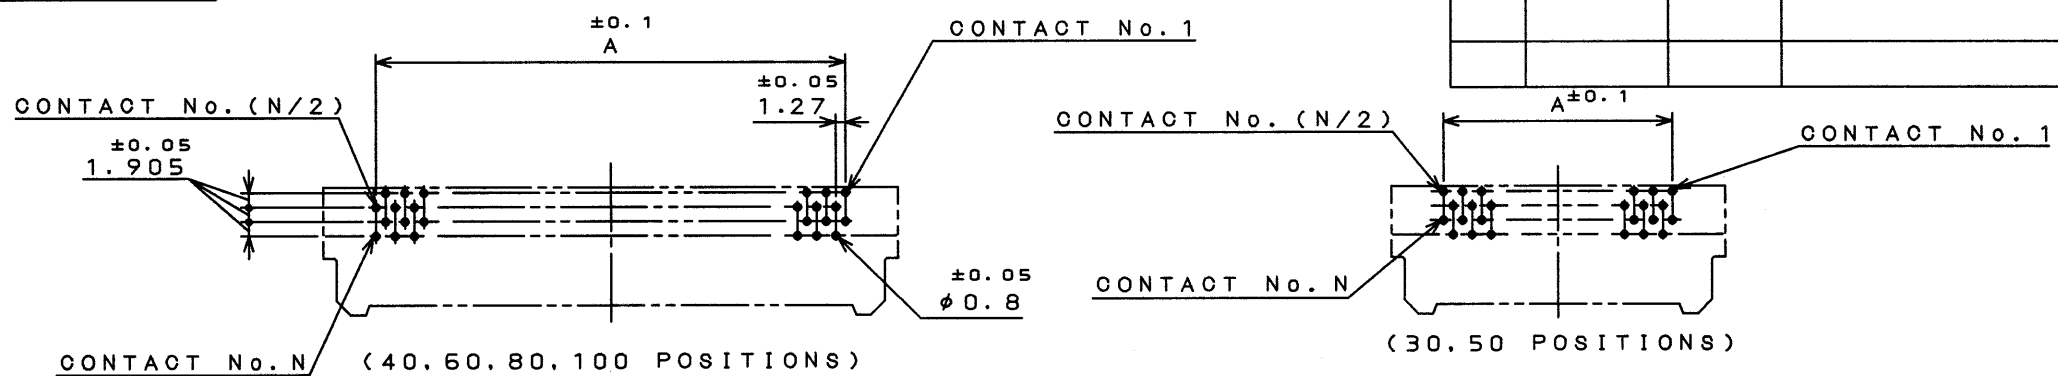 ±0.1
A
CONTACT No.1
±0.05
1.27
CONTACT No.(N/2)
±0.05
1.905
±0.05
φ0.8
CONTACT No.N
(40,60,80,100 POSITIONS)
A±0.1
CONTACT No.(N/2)
CONTACT No.1
CONTACT No.N
(30,50 POSITIONS)